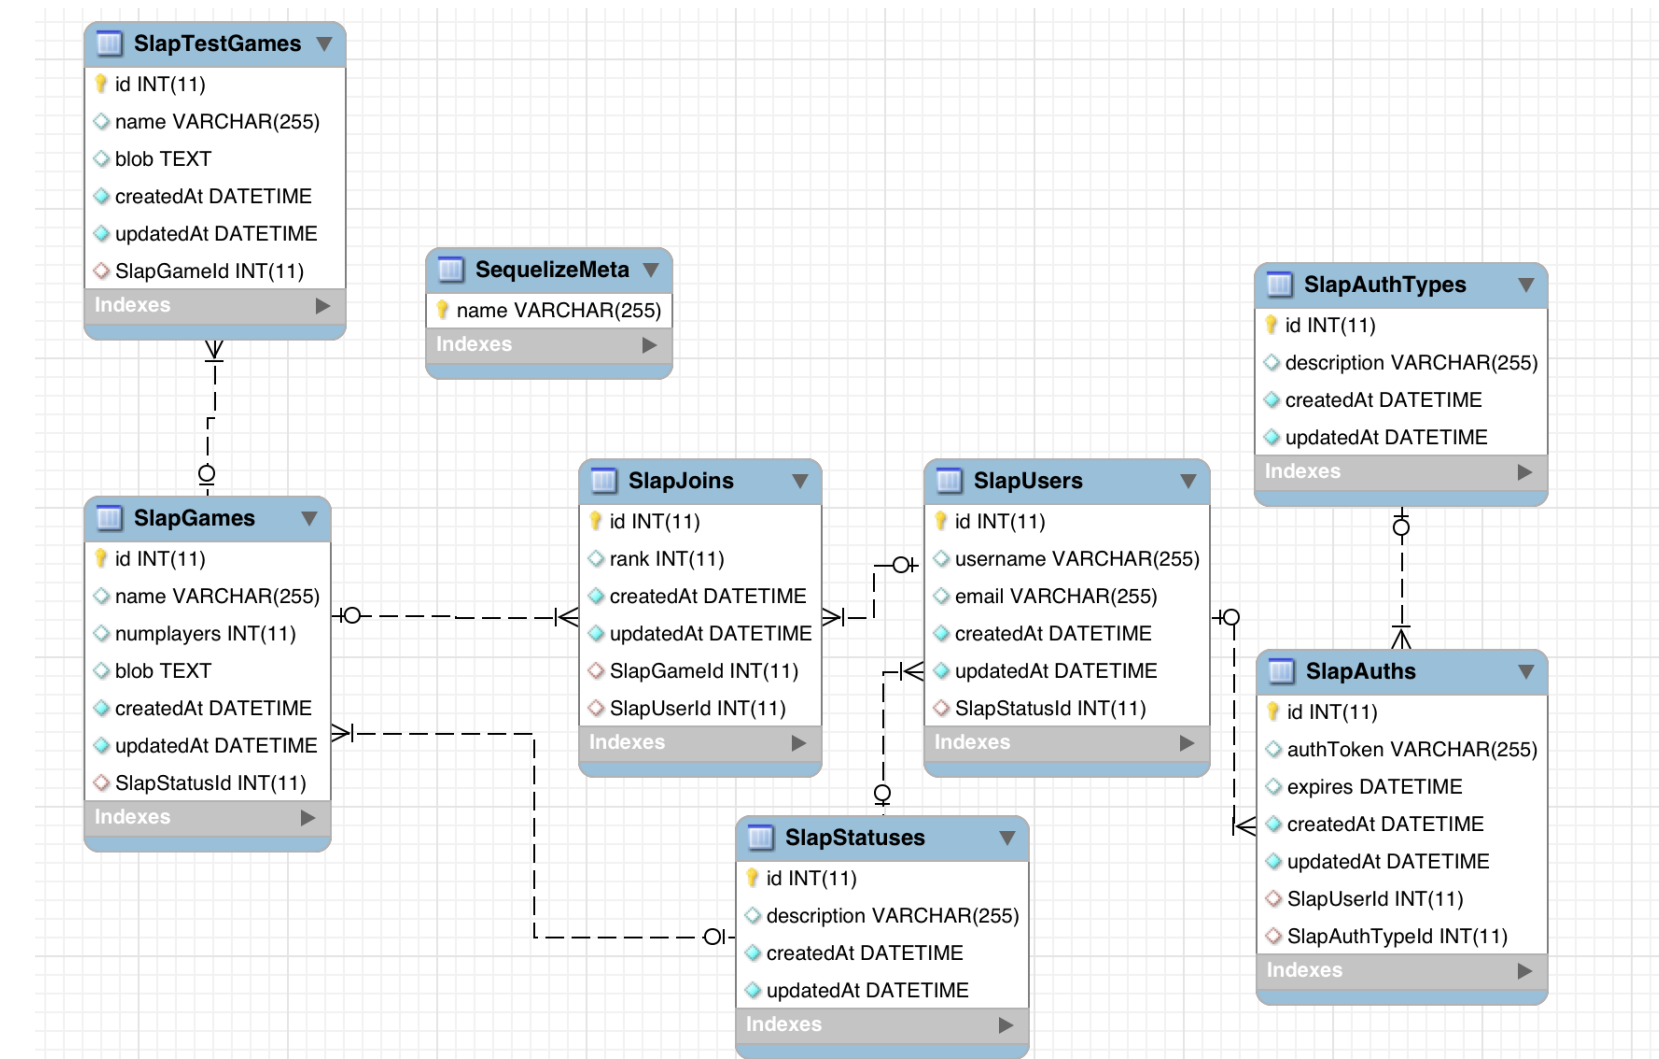 SlapTestGames
id INT(11)
name VARCHAR(255)
blob TEXT
createdAt DATETIME
updatedAt DATETIME
SlapGameId INT(11)
Indexes
SequelizeMeta
name VARCHAR(255)
Indexes
SlapAuthTypes
id INT(11)
description VARCHAR(255)
createdAt DATETIME
updatedAt DATETIME
Indexes
SlapGames
id INT(11)
name VARCHAR(255)
numplayers INT(11)
blob TEXT
createdAt DATETIME
updatedAt DATETIME
SlapStatusId INT(11)
Indexes
SlapJoins
id INT(11)
rank INT(11)
createdAt DATETIME
updatedAt DATETIME
SlapGameId INT(11)
SlapUserId INT(11)
Indexes
SlapUsers
id INT(11)
username VARCHAR(255)
email VARCHAR(255)
createdAt DATETIME
updatedAt DATETIME
SlapStatusId INT(11)
Indexes
SlapAuths
id INT(11)
authToken VARCHAR(255)
expires DATETIME
createdAt DATETIME
updatedAt DATETIME
SlapUserId INT(11)
SlapAuthTypeId INT(11)
Indexes
SlapStatuses
id INT(11)
description VARCHAR(255)
createdAt DATETIME
updatedAt DATETIME
Indexes